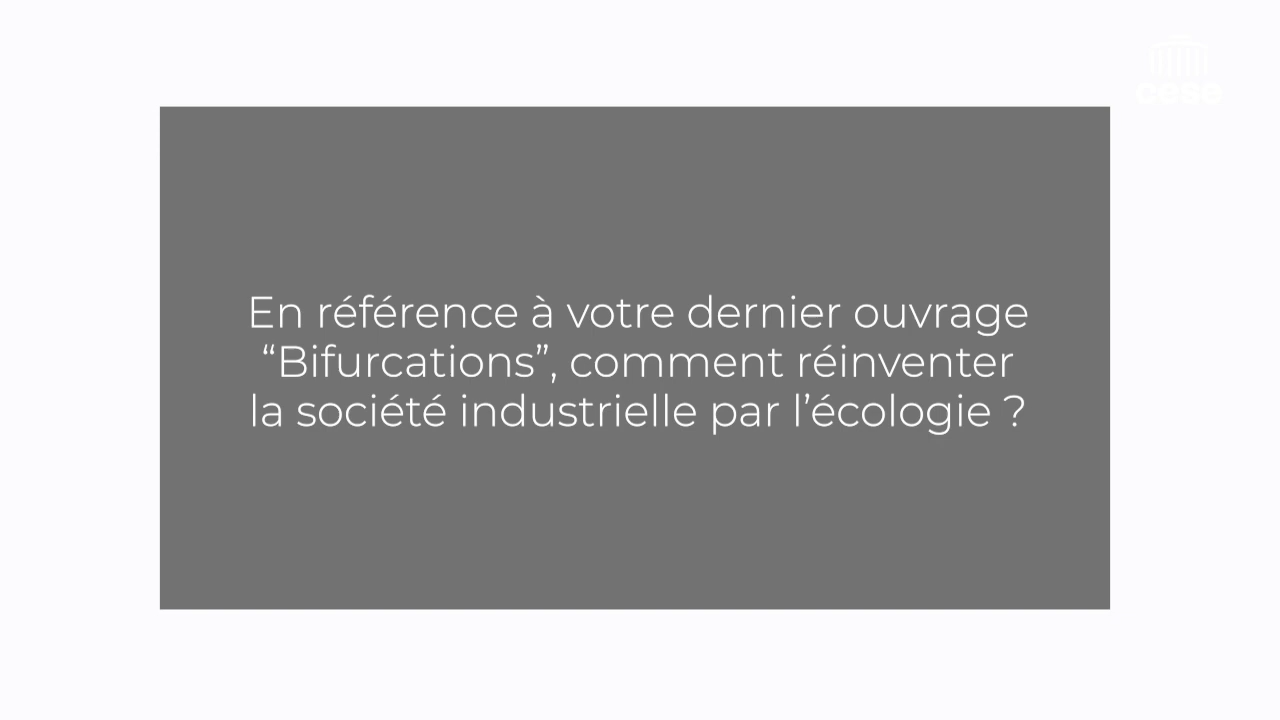 cese
En référence à votre dernier ouvrage
“Bifurcations”, comment réinventer
la société industrielle par l’écologie ?